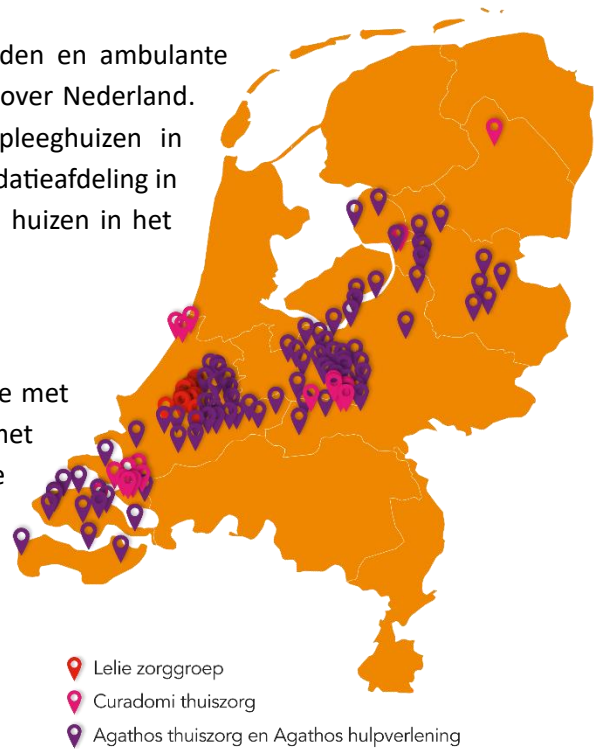 den en ambulante
over Nederland.
pleeghuizen in
datieafdeling in
huizen in het
e met
met
e
Lelie zorggroep
Curadomi thuiszorg
Agathos thuiszorg en Agathos hulpverlening